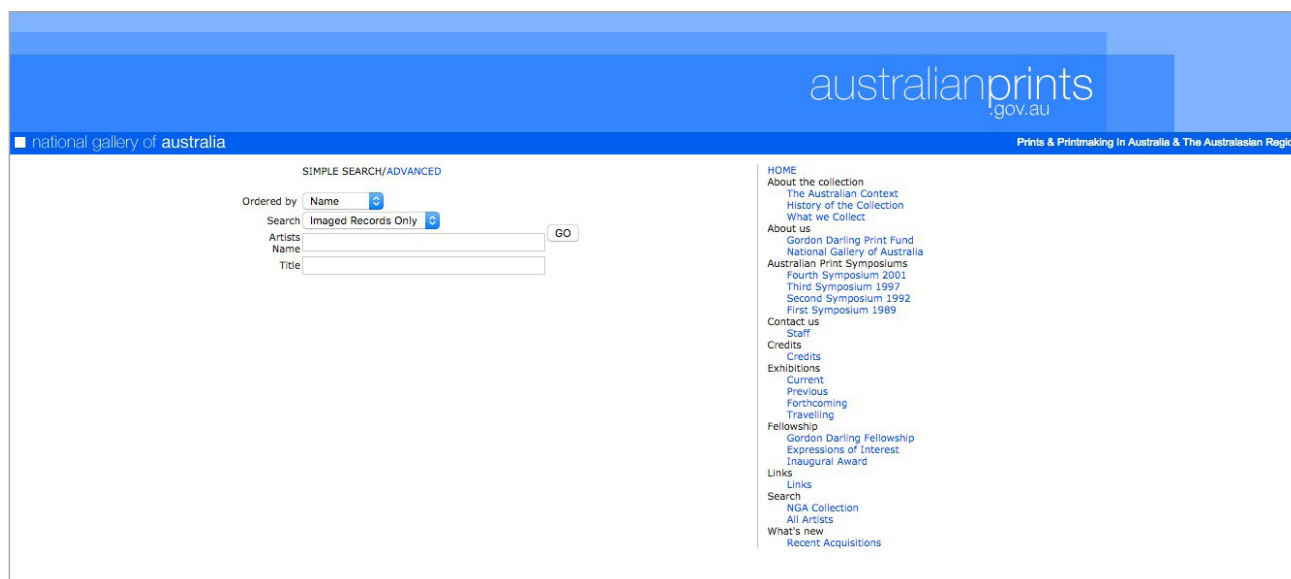 australianprints
.gov.au
national gallery of australia
Prints & Printmaking In Australia & The Australasian Regio
SIMPLE SEARCH/ADVANCED
Ordered by Name
Search Imaged Records Only
Artists
Name
GO
Title
HOME
About the collection
The Australian Context
History of the Collection
What we Collect
About us
Gordon Darling Print Fund
National Gallery of Australia
Australian Print Symposiums
Fourth Symposium 2001
Third Symposium 1997
Second Symposium 1992
First Symposium 1989
Contact us
Staff
Credits
Credits
Exhibitions
Current
Previous
Forthcoming
Travelling
Fellowship
Gordon Darling Fellowship
Expressions of Interest
Inaugural Award
Links
Links
Search
NGA Collection
All Artists
What's new
Recent Acquisitions